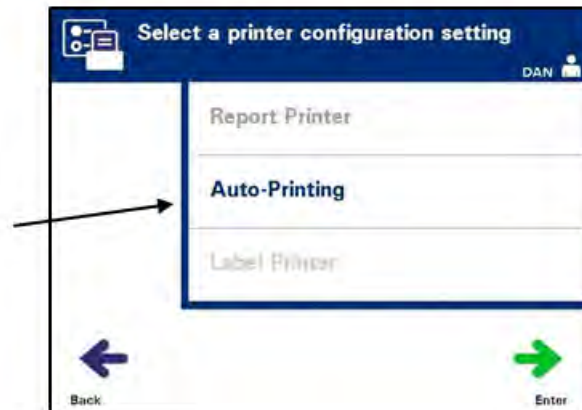 Select a printer configuration setting
DAN
Report Printer
Auto-Printing
Label Printer
Back
Enter